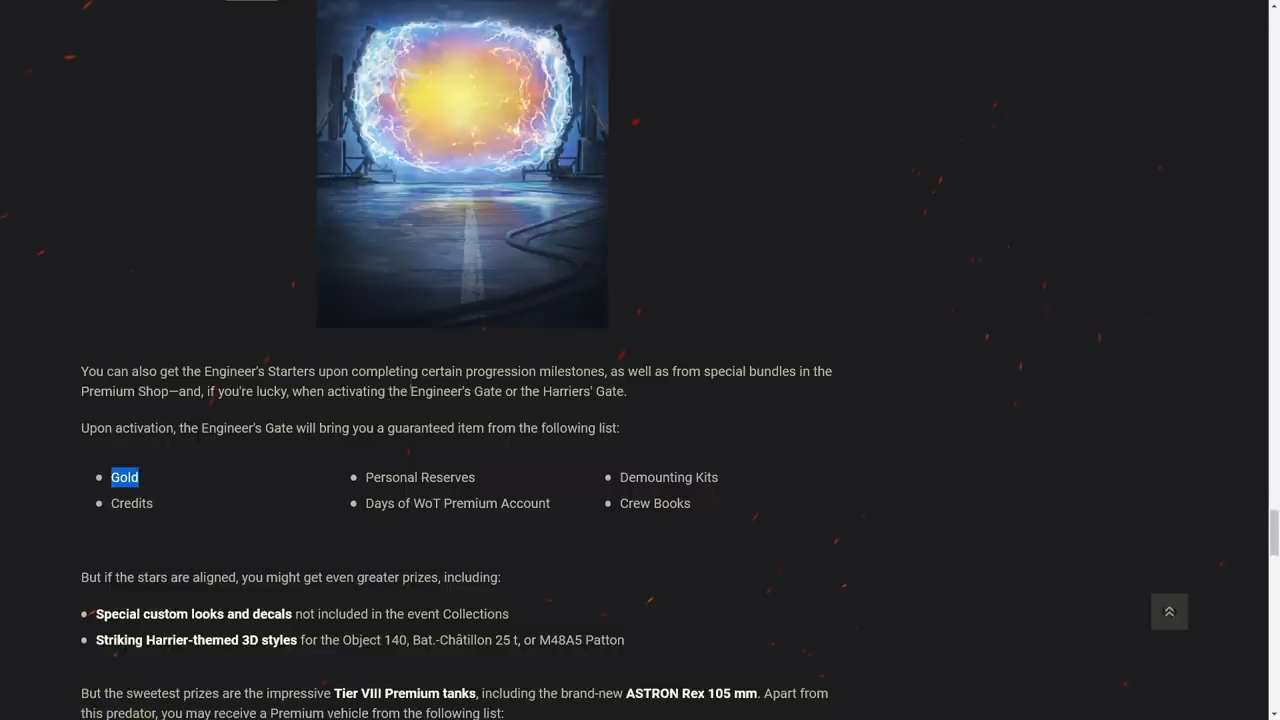 You can also get the Engineer's Starters upon completing certain progression milestones, as well as from special bundles in the
Premium Shop—and, if you're lucky, when activating the Engineer's Gate or the Harriers' Gate.
Upon activation, the Engineer's Gate will bring you a guaranteed item from the following list:
Gold
Personal Reserves
Demounting Kits
Credits
Days of WoT Premium Account
Crew Books
But if the stars are aligned, you might get even greater prizes, including:
Special custom looks and decals not included in the event Collections
Striking Harrier-themed 3D styles for the Object 140, Bat.-Châtillon 25 t, or M48A5 Patton
But the sweetest prizes are the impressive Tier VIII Premium tanks, including the brand-new ASTRON Rex 105 mm. Apart from
this predator, you may receive a Premium vehicle from the following list: